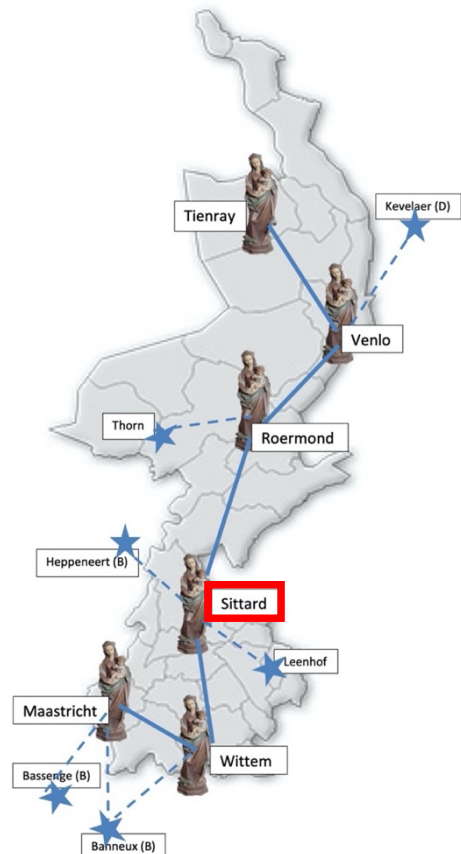 Kevelaer (D)
Tienray
Venlo
Thorn
Roermond
Heppeneert (B)
Sittard
Leenhof
Maastricht
Wittem
Bassenge (B)
Banneux (B)